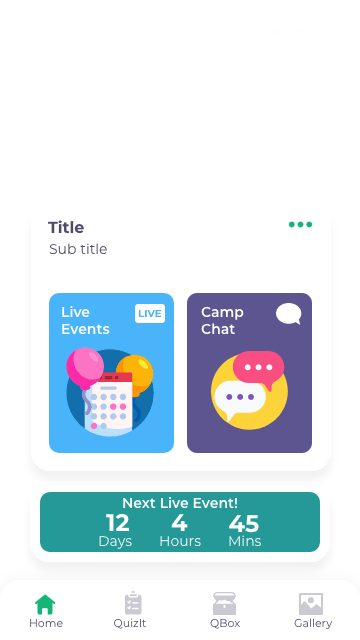 Title
Sub title
Live
Events
LIVE
Camp
Chat
Next Live Event!
12 4 45
Days Hours Mins
Home QuizIt QBox Gallery